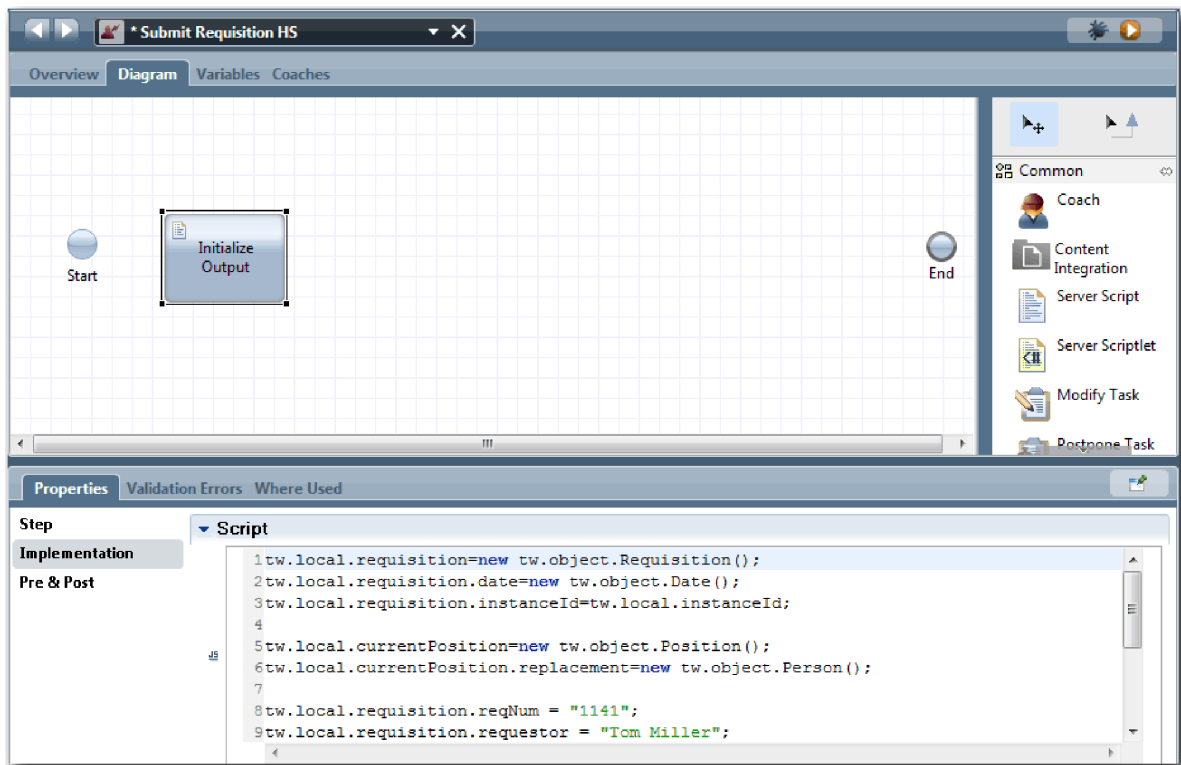 * Submit Requisition HS
Overview Diagram Variables Coaches
Start
Initialize
Output
End
Common
Coach
Content
Integration
Server Script
Server Scriptlet
Modify Task
Postpone Task
Properties Validation Errors Where Used
Step
Implementation
Pre & Post
Script
1tw.local.requisition=new tw.object.Requisition();
2tw.local.requisition.date=new tw.object.Date();
3tw.local.requisition.instanceId=tw.local.instanceId;
4
5tw.local.currentPosition=new tw.object.Position();
6tw.local.currentPosition.replacement=new tw.object.Person();
7
8tw.local.requisition.reqNum = "1141";
9tw.local.requisition.requestor = "Tom Miller";
JS